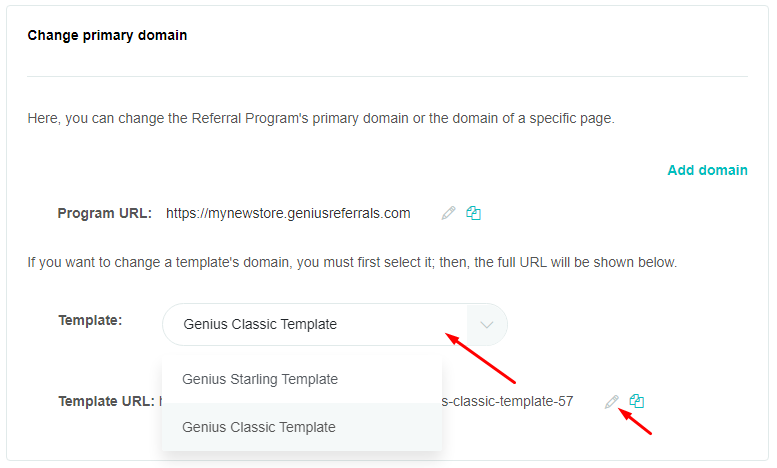 Change primary domain
Here, you can change the Referral Program's primary domain or the domain of a specific page.
Add domain
Program URL: https://mynewstore.geniusreferrals.com
If you want to change a template's domain, you must first select it; then, the full URL will be shown below.
Template: Genius Classic Template
Genius Starling Template
Template URL: s-classic-template-57
Genius Classic Template